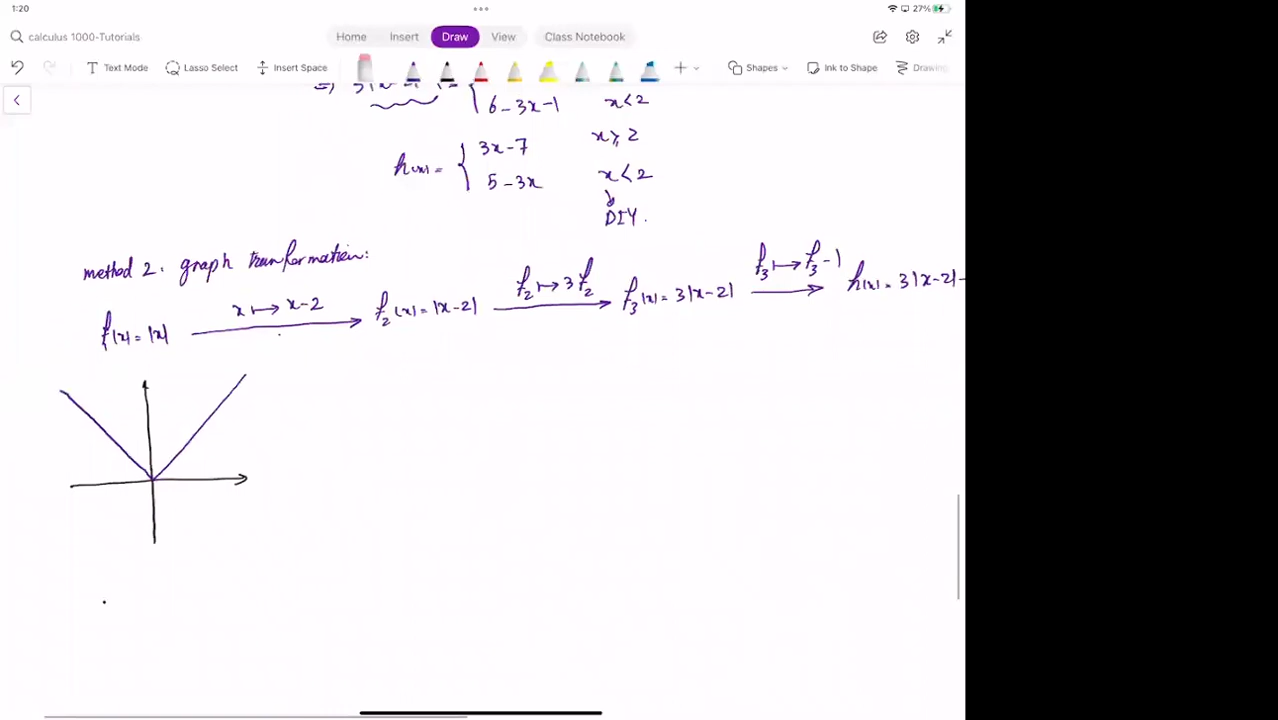 1:20
27%
calculus 1000-Tutorials
Home Insert Draw View Class Notebook
Text Mode Lasso Select Insert Space Shapes Ink to Shape Drawing
6-3x-1 x<2
h(x)= { 3x-7 x≥2
5-3x x<2
DIY.
method 2. graph transformation:
f(x)=|x| x↦x-2 f₂(x)=|x-2| f₂↦3f₂ f₃(x)=3|x-2| f₃↦f₃-1 h(x)=3|x-2|-